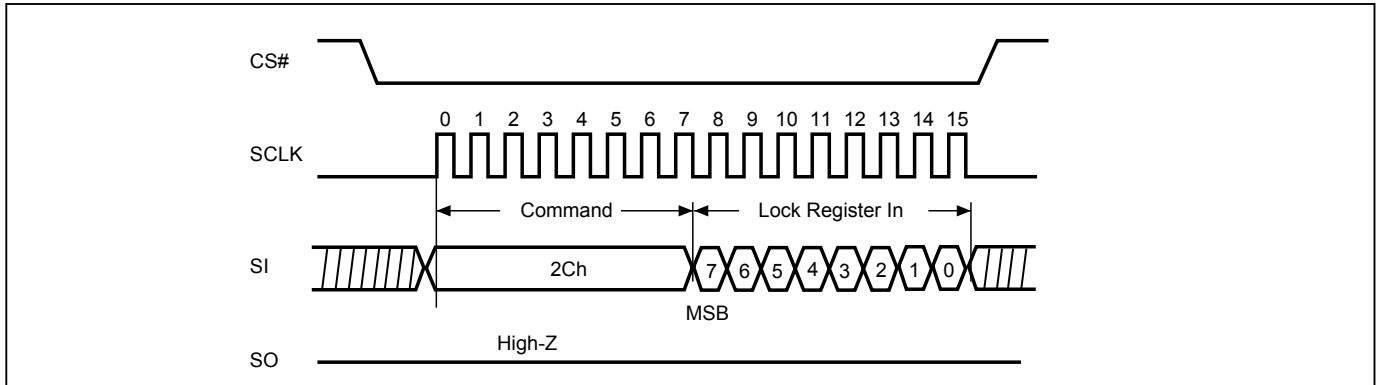 CS#
0 1 2 3 4 5 6 7 8 9 10 11 12 13 14 15
SCLK
Command Lock Register In
SI 2Ch 7 6 5 4 3 2 1 0
MSB
High-Z
SO